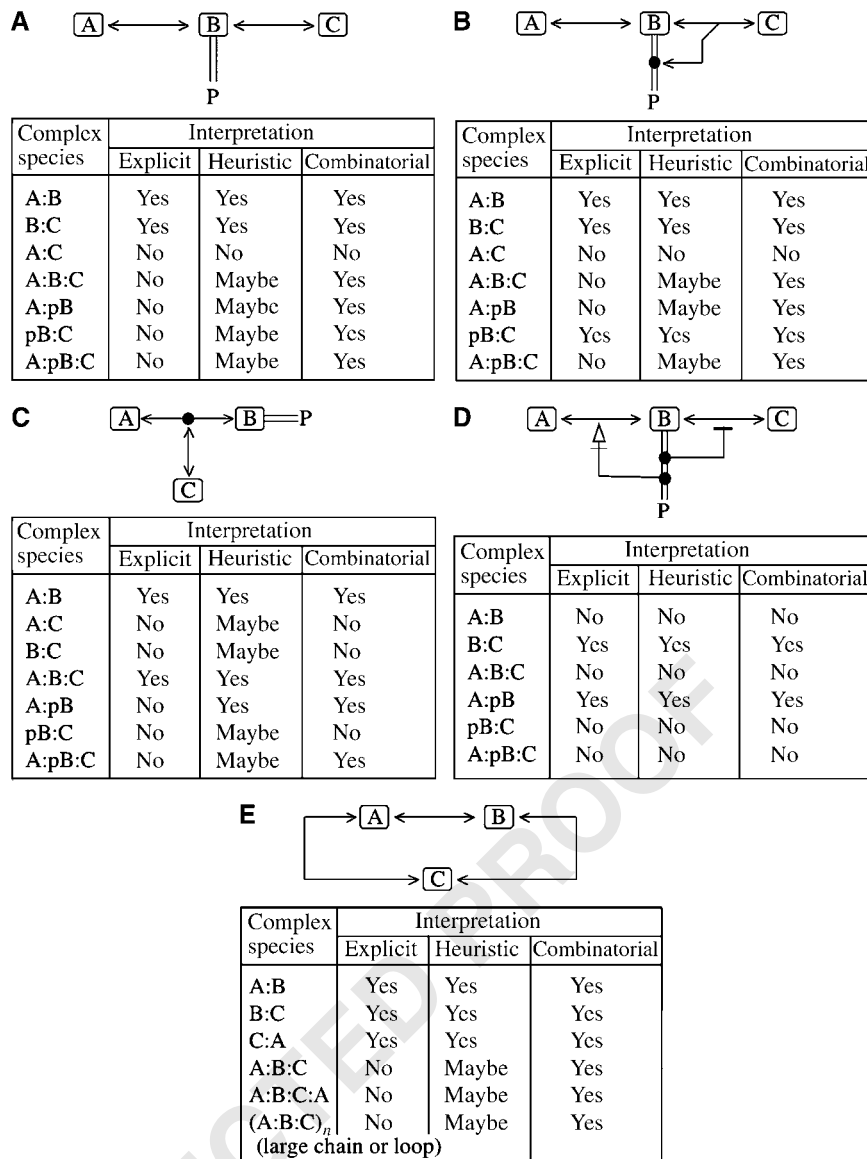 A
A B C
P
Complex species Interpretation
Explicit Heuristic Combinatorial
A:B Yes Yes Yes
B:C Yes Yes Yes
A:C No No No
A:B:C No Maybe Yes
A:pB No Maybe Yes
pB:C No Maybe Yes
A:pB:C No Maybe Yes
B
A B C
P
Complex species Interpretation
Explicit Heuristic Combinatorial
A:B Yes Yes Yes
B:C Yes Yes Yes
A:C No No No
A:B:C No Maybe Yes
A:pB No Maybe Yes
pB:C Yes Yes Yes
A:pB:C No Maybe Yes
C
A B P
C
Complex species Interpretation
Explicit Heuristic Combinatorial
A:B Yes Yes Yes
A:C No Maybe No
B:C No Maybe No
A:B:C Yes Yes Yes
A:pB No Yes Yes
pB:C No Maybe No
A:pB:C No Maybe Yes
D
A B C
P
Complex species Interpretation
Explicit Heuristic Combinatorial
A:B No No No
B:C Yes Yes Yes
A:B:C No No No
A:pB Yes Yes Yes
pB:C No No No
A:pB:C No No No
E
A B
C
Complex species Interpretation
Explicit Heuristic Combinatorial
A:B Yes Yes Yes
B:C Yes Yes Yes
C:A Yes Yes Yes
A:B:C No Maybe Yes
A:B:C:A No Maybe Yes
(A:B:C)n No Maybe Yes
(large chain or loop)
CTED PROOF